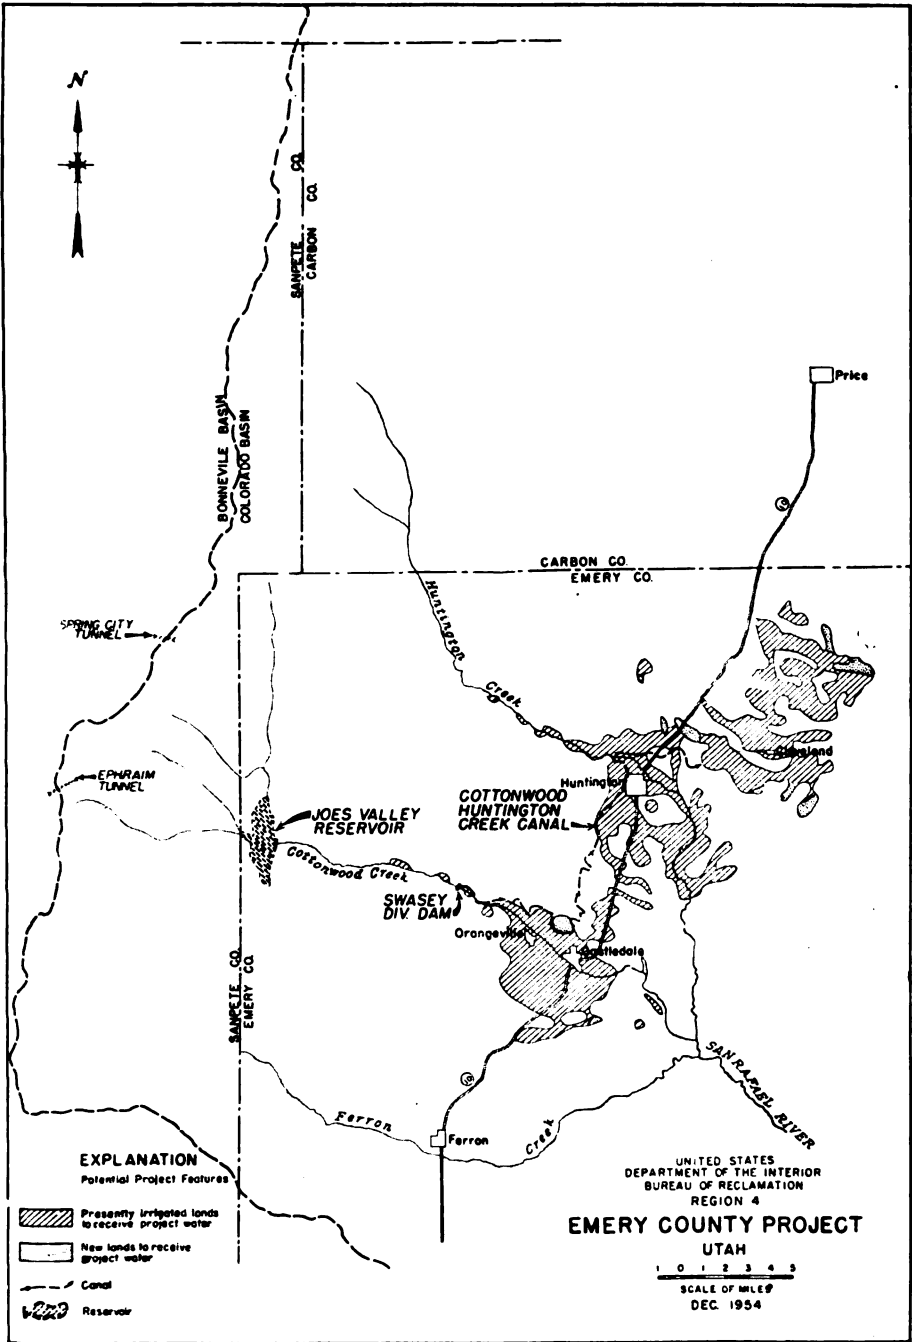 N
SANPETE CO.
CARBON CO.
Price
BONNEVILE BASIN
COLORADO BASIN
CARBON CO.
EMERY CO.
Huntington
Creek
SPRING CITY
TUNNEL
EPHRAIM
TUNNEL
Cleveland
Huntington
COTTONWOOD
HUNTINGTON
CREEK CANAL
JOES VALLEY
RESERVOIR
Cottonwood Creek
SWASEY
DIV. DAM
Orangeville
Castledale
SANPETE CO.
EMERY CO.
SAN RAFAEL RIVER
Ferron
Creek
Ferron
EXPLANATION
Potential Project Features
Presently irrigated lands
to receive project water
New lands to receive
project water
Canal
Reservoir
UNITED STATES
DEPARTMENT OF THE INTERIOR
BUREAU OF RECLAMATION
REGION 4
EMERY COUNTY PROJECT
UTAH
1 0 1 2 3 4 5
SCALE OF MILES
DEC. 1954